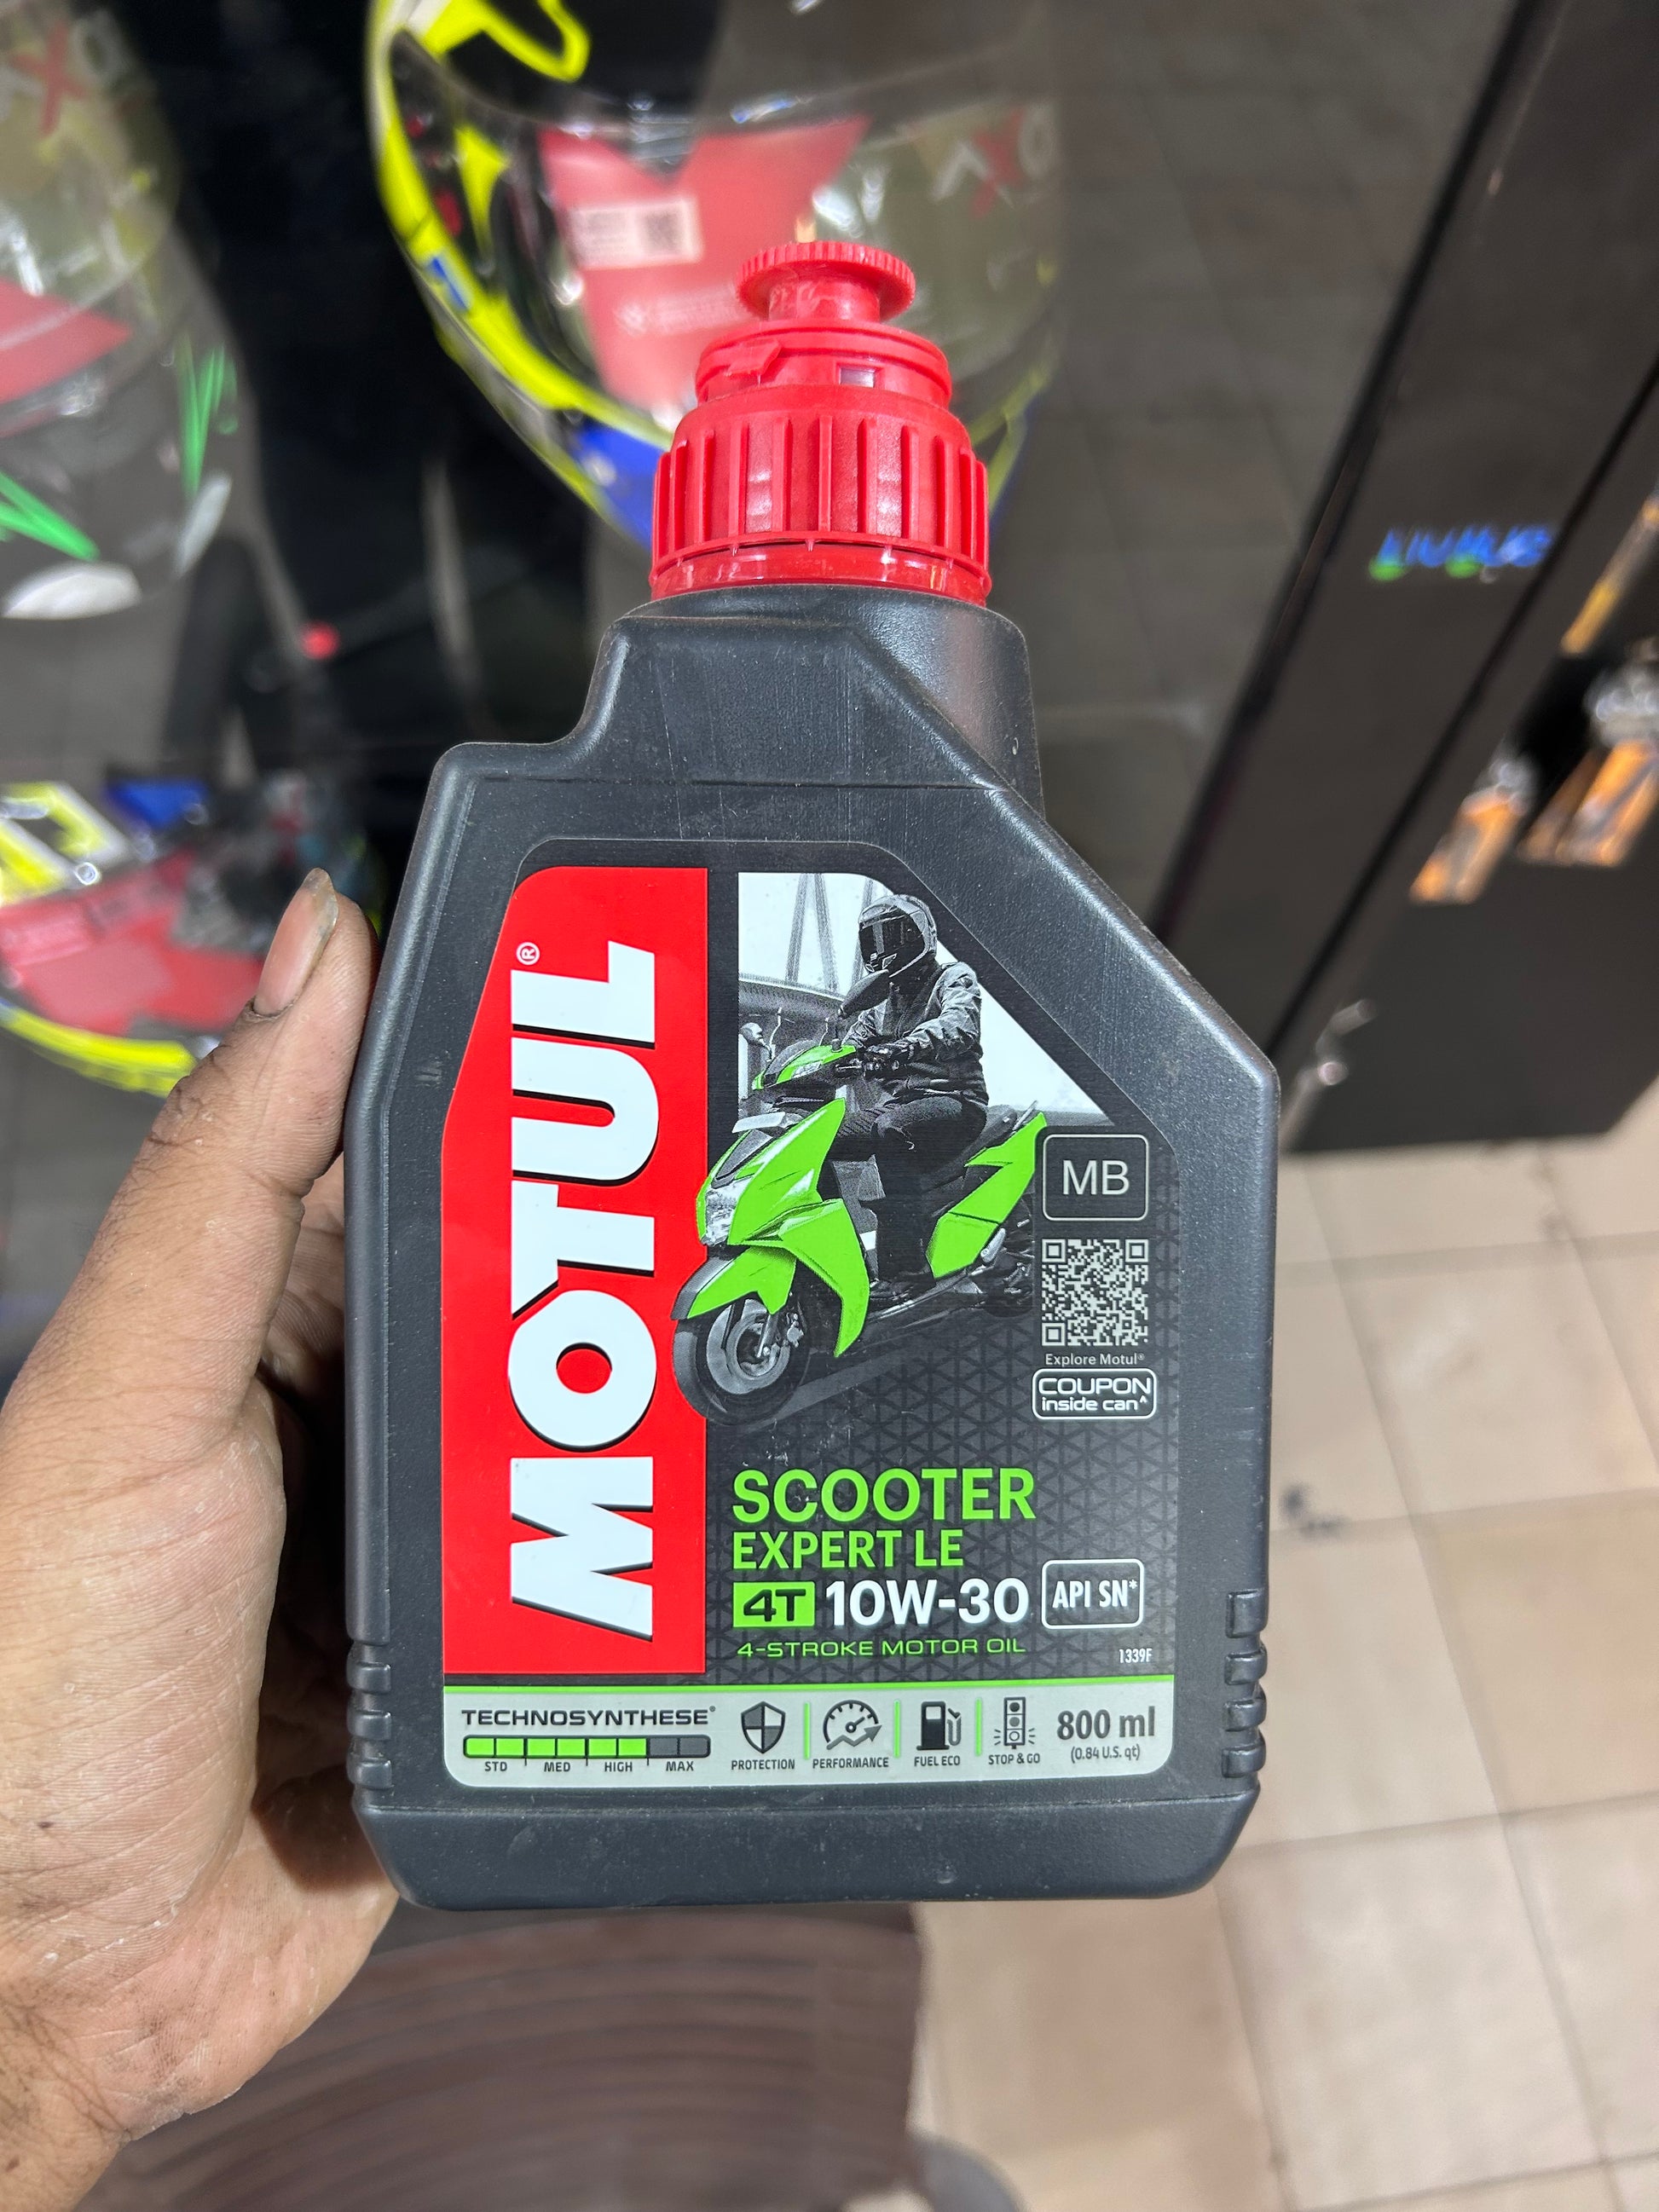 MOTUL®
MB
Explore Motul®
COUPON
inside can^
SCOOTER
EXPERT LE
4T 10W-30
API SN*
4-STROKE MOTOR OIL
1339F
TECHNOSYNTHESE®
STD MED HIGH MAX
PROTECTION
PERFORMANCE
FUEL ECO
STOP & GO
800 ml
(0.84 U.S. qt)